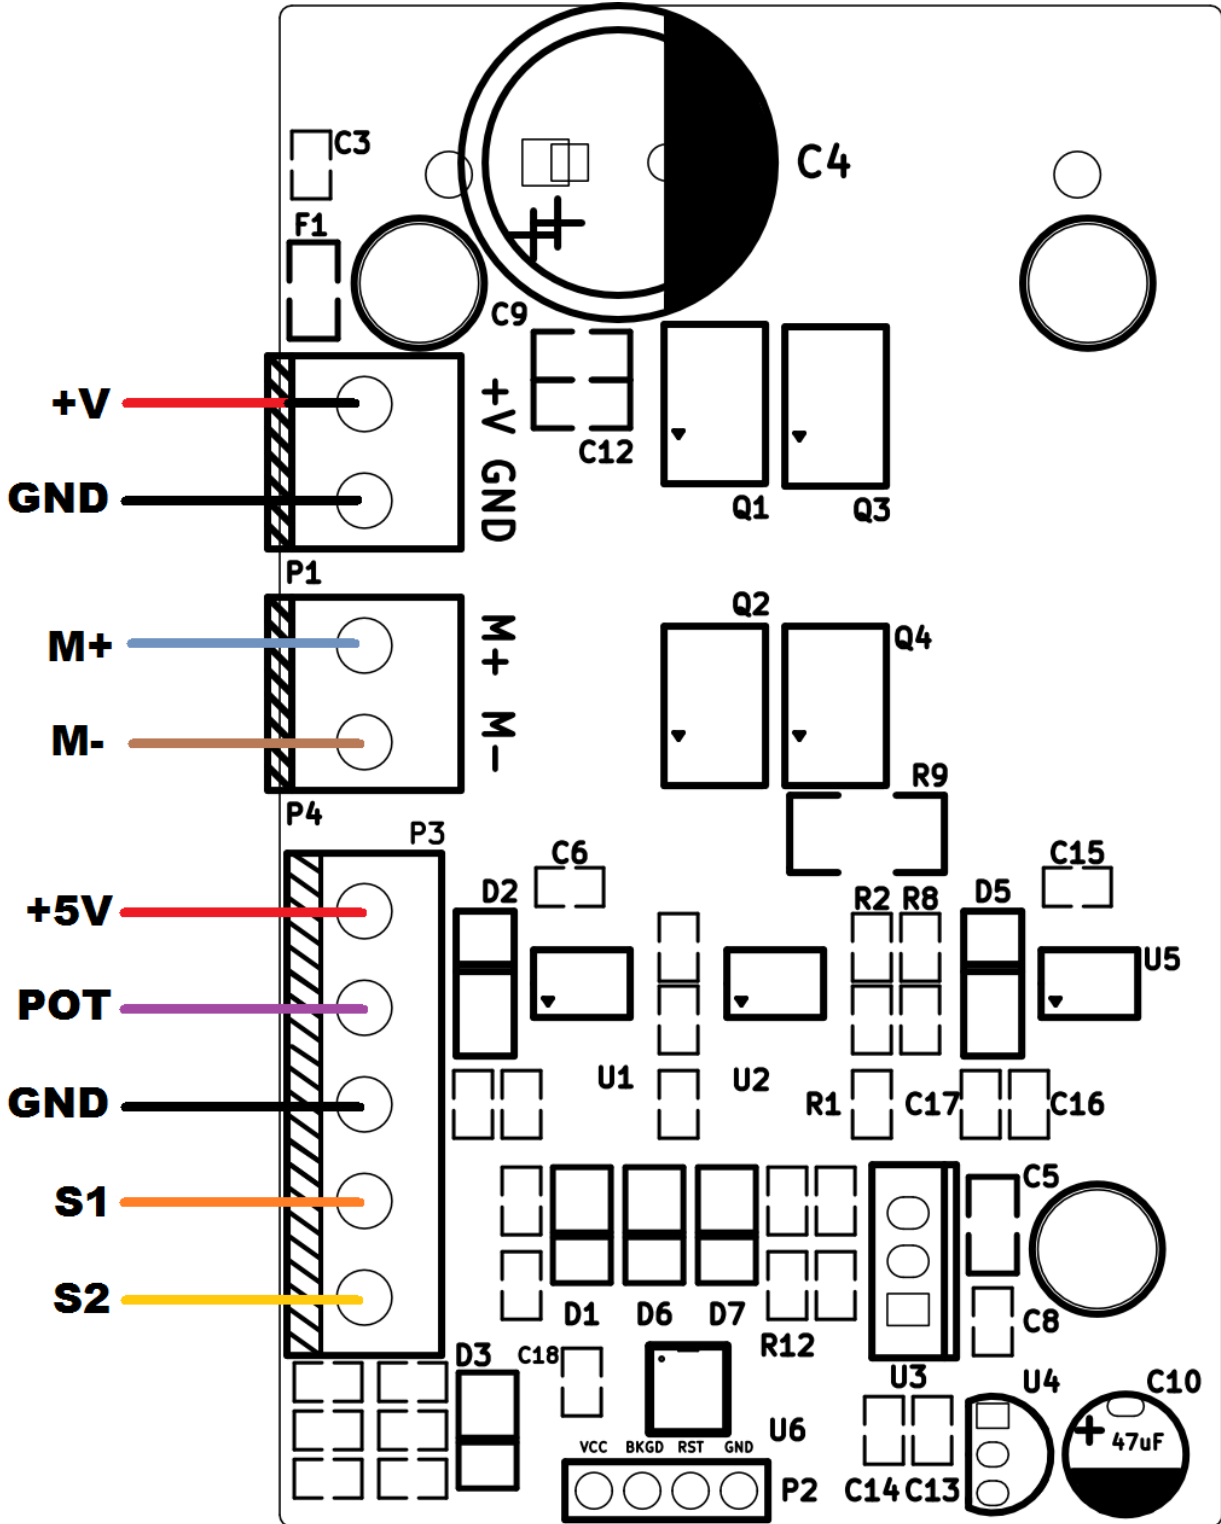 C3
C4
F1
C9
+V
+V
GND
GND
C12
Q1
Q3
P1
Q2
Q4
M+
M+
M-
M-
R9
P4
P3
C6
C15
D2
R2
R8
D5
+5V
U5
POT
U1
U2
GND
R1
C17
C16
C5
S1
S2
D1
D6
D7
R12
C8
D3
C18
U3
U4
C10
U6
47uF
VCC BKGD RST GND
P2
C14
C13